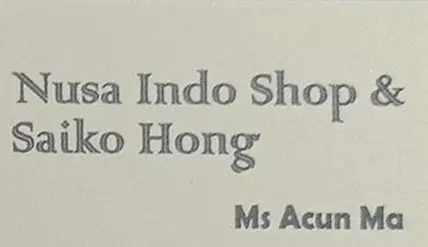 Nusa Indo Shop &
Saiko Hong
Ms Acun Ma